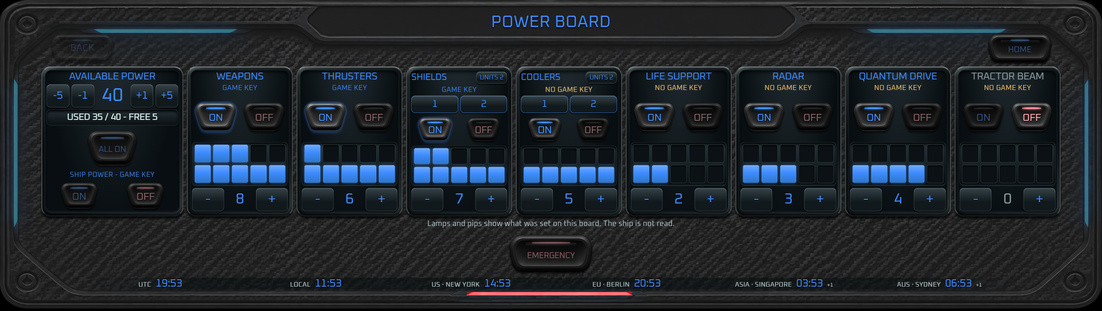 POWER BOARD
BACK
HOME
AVAILABLE POWER
-5 -1 40 +1 +5
USED 35 / 40 - FREE 5
ALL ON
SHIP POWER - GAME KEY
ON OFF
WEAPONS
GAME KEY
ON OFF
- 8 +
THRUSTERS
GAME KEY
ON OFF
- 6 +
SHIELDS UNITS 2
GAME KEY
1 2
ON OFF
- 7 +
COOLERS UNITS 2
NO GAME KEY
1 2
ON OFF
- 5 +
LIFE SUPPORT
NO GAME KEY
ON OFF
- 2 +
RADAR
NO GAME KEY
ON OFF
- 3 +
QUANTUM DRIVE
NO GAME KEY
ON OFF
- 4 +
TRACTOR BEAM
NO GAME KEY
ON OFF
- 0 +
Lamps and pips show what was set on this board. The ship is not read.
EMERGENCY
UTC 19:53 LOCAL 11:53 US · NEW YORK 14:53 EU · BERLIN 20:53 ASIA · SINGAPORE 03:53 +1 AUS · SYDNEY 06:53 +1